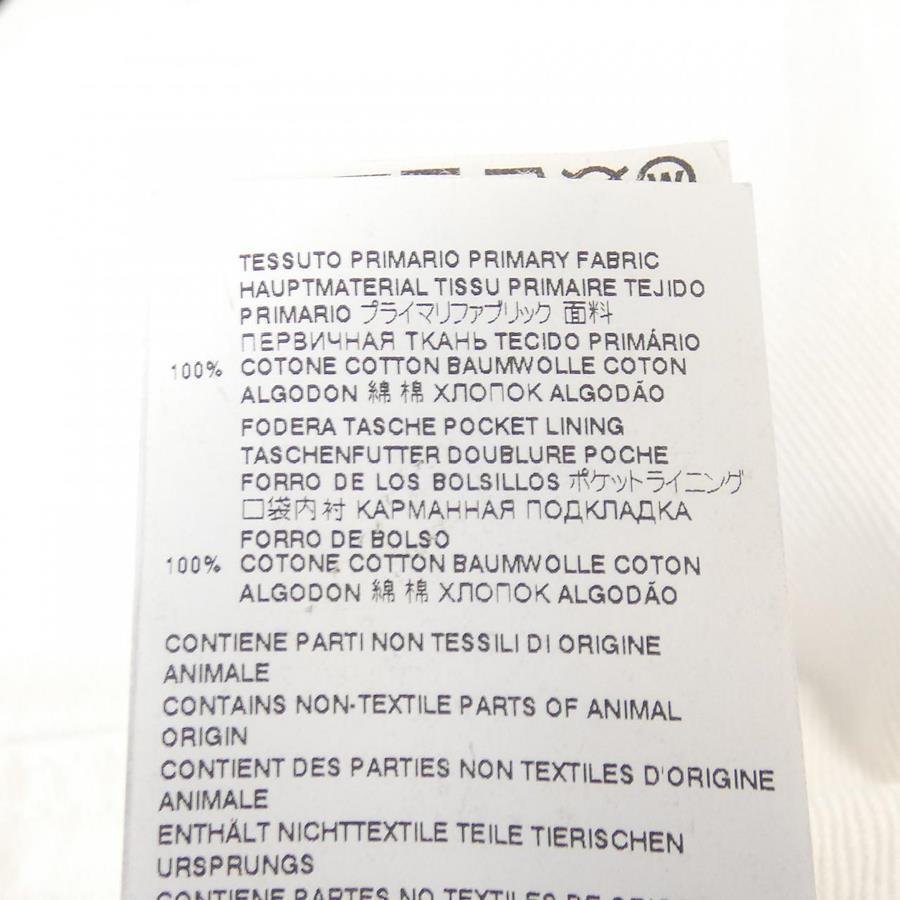 W
TESSUTO PRIMARIO PRIMARY FABRIC
HAUPTMATERIAL TISSU PRIMAIRE TEJIDO
PRIMARIO プライマリファブリック 面料
ПЕРВИЧНАЯ ТКАНЬ TECIDO PRIMÁRIO
100% COTONE COTTON BAUMWOLLE COTON
ALGODON 綿 棉 ХЛОПОК ALGODÃO
FODERA TASCHE POCKET LINING
TASCHENFUTTER DOUBLURE POCHE
FORRO DE LOS BOLSILLOS ポケットライニング
口袋内衬 КАРМАННАЯ ПОДКЛАДКА
FORRO DE BOLSO
100% COTONE COTTON BAUMWOLLE COTON
ALGODON 綿 棉 ХЛОПОК ALGODÃO
CONTIENE PARTI NON TESSILI DI ORIGINE
ANIMALE
CONTAINS NON-TEXTILE PARTS OF ANIMAL
ORIGIN
CONTIENT DES PARTIES NON TEXTILES D'ORIGINE
ANIMALE
ENTHÄLT NICHTTEXTILE TEILE TIERISCHEN
URSPRUNGS
CONTIENE PARTES NO TEXTILES DE